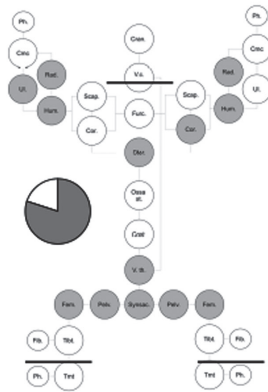 Ph.
Ph.
Cran.
Cmc
Cmc
Rad.
V.c.
Rad.
Ul.
Ul.
Scap.
Scap.
Hum.
Furc.
Hum.
Cor.
Cor.
Ossa
st.
Cost
V. th.
Fem.
Pelv
Synsac.
Pelv
Fem.
Fib.
Tibt.
Tibt.
Fib.
Ph.
Tmt
Tmt
Ph.